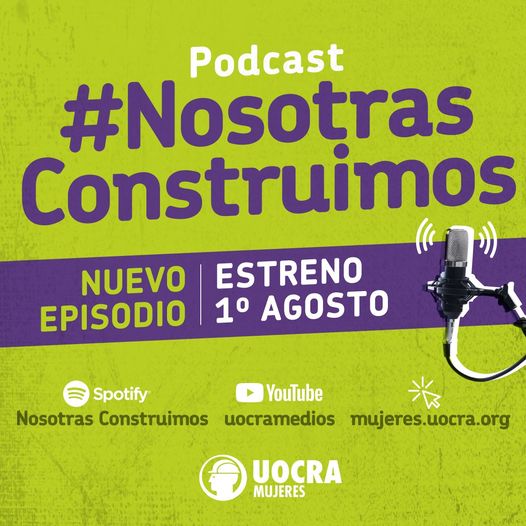 Podcast
#Nosotras
Construimos
NUEVO
EPISODIO
ESTRENO
1º AGOSTO
Spotify
Nosotras Construimos
YouTube
uocramedios
mujeres.uocra.org
UOCRA
MUJERES